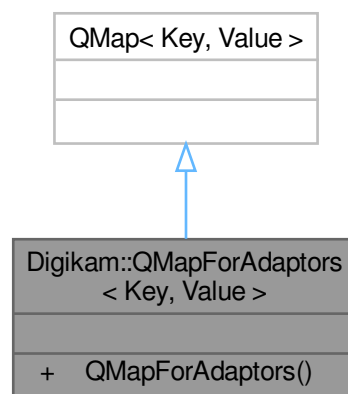 QMap< Key, Value >
Digikam::QMapForAdaptors
< Key, Value >
+ QMapForAdaptors()